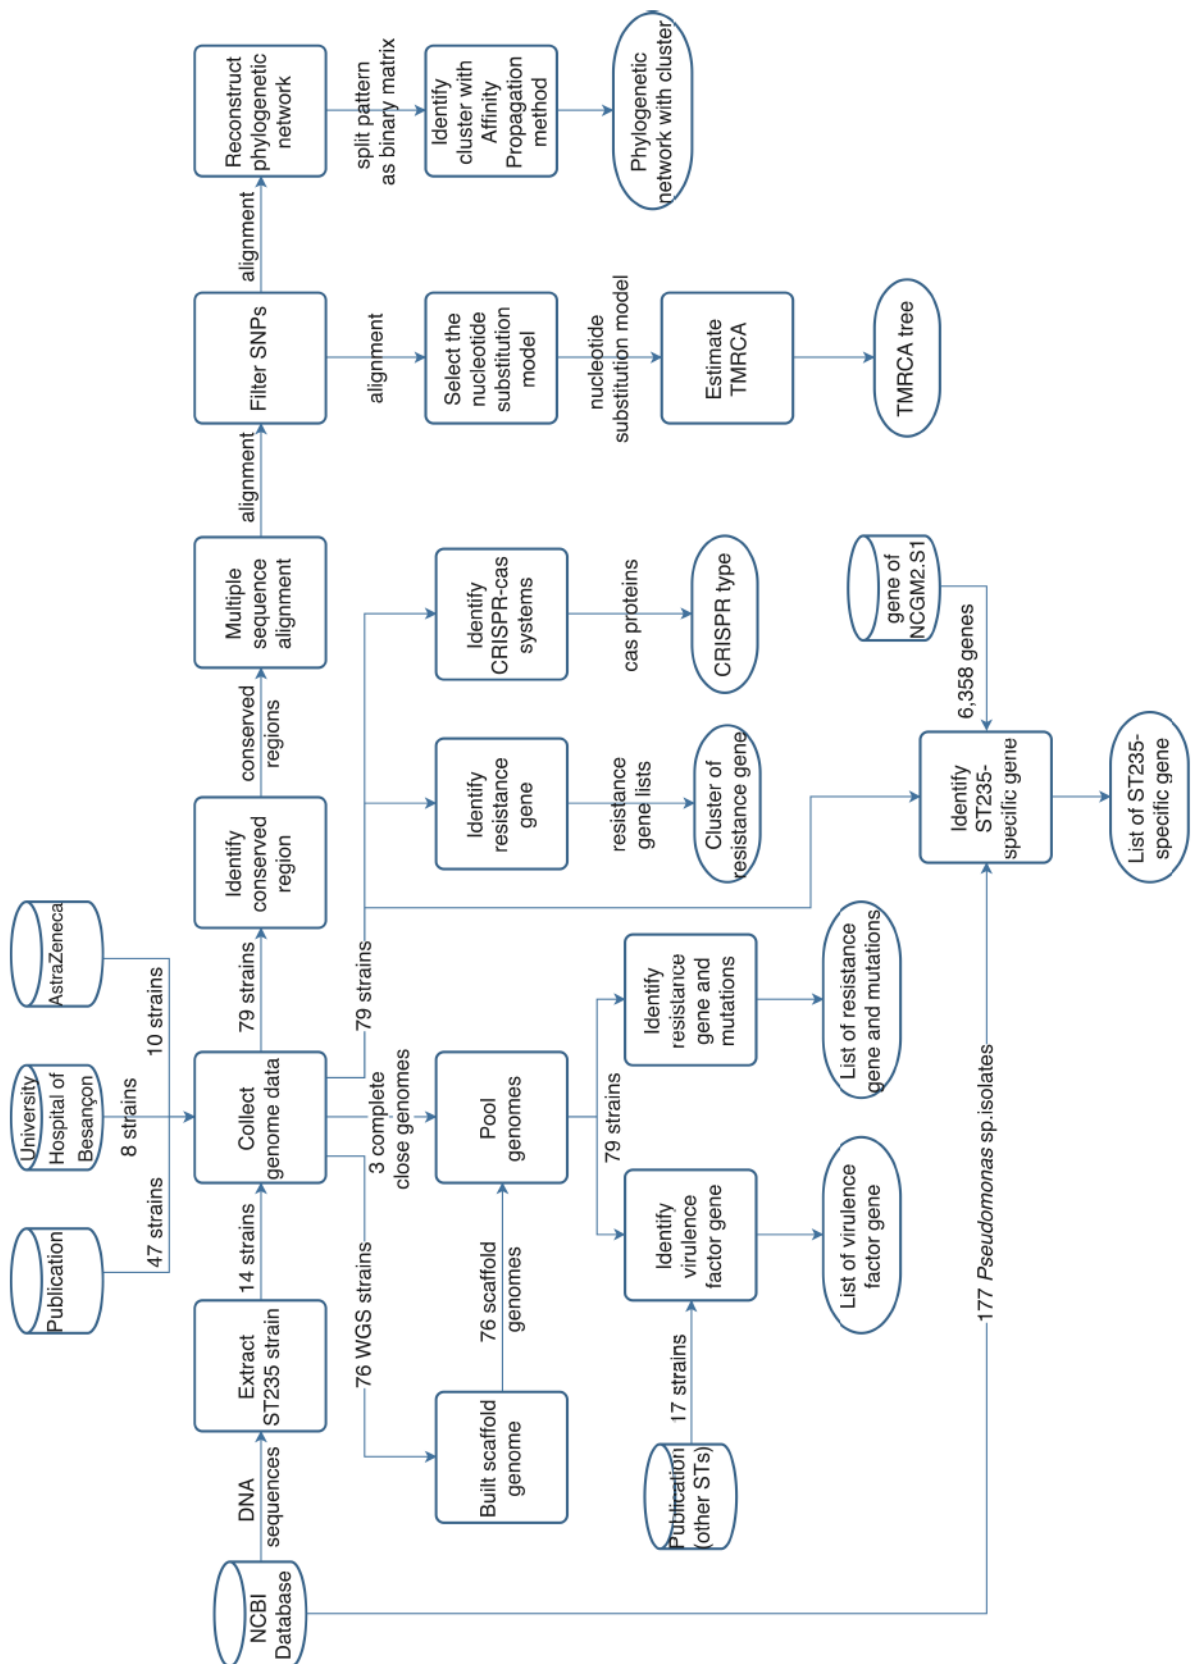 Publication
University
Hospital of
Besançon
AstraZeneca
47 strains
8 strains
10 strains
NCBI
Database
DNA
sequences
Extract
ST235 strain
14 strains
Collect
genome data
79 strains
Identify
conserved
region
conserved
regions
Multiple
sequence
alignment
alignment
Filter SNPs
alignment
Reconstruct
phylogenetic
network
76 WGS strains
3 complete
close genomes
79 strains
alignment
split pattern
as binary matrix
Built scaffold
genome
76 scaffold
genomes
Pool
genomes
Identify
resistance
gene
Identify
CRISPR-cas
systems
Select the
nucleotide
substitution
model
Identify
cluster with
Affinity
Propagation
method
79 strains
resistance
gene lists
cas proteins
nucleotide
substitution model
Publication
(other STs)
17 strains
Identify
virulence
factor gene
Identify
resistance
gene and
mutations
Cluster of
resistance gene
CRISPR type
Estimate
TMRCA
Phylogenetic
network with cluster
List of virulence
factor gene
List of resistance
gene and mutations
gene of
NCGM2.S1
TMRCA tree
177 Pseudomonas sp.isolates
Identify
ST235-
specific gene
6,358 genes
List of ST235-
specific gene